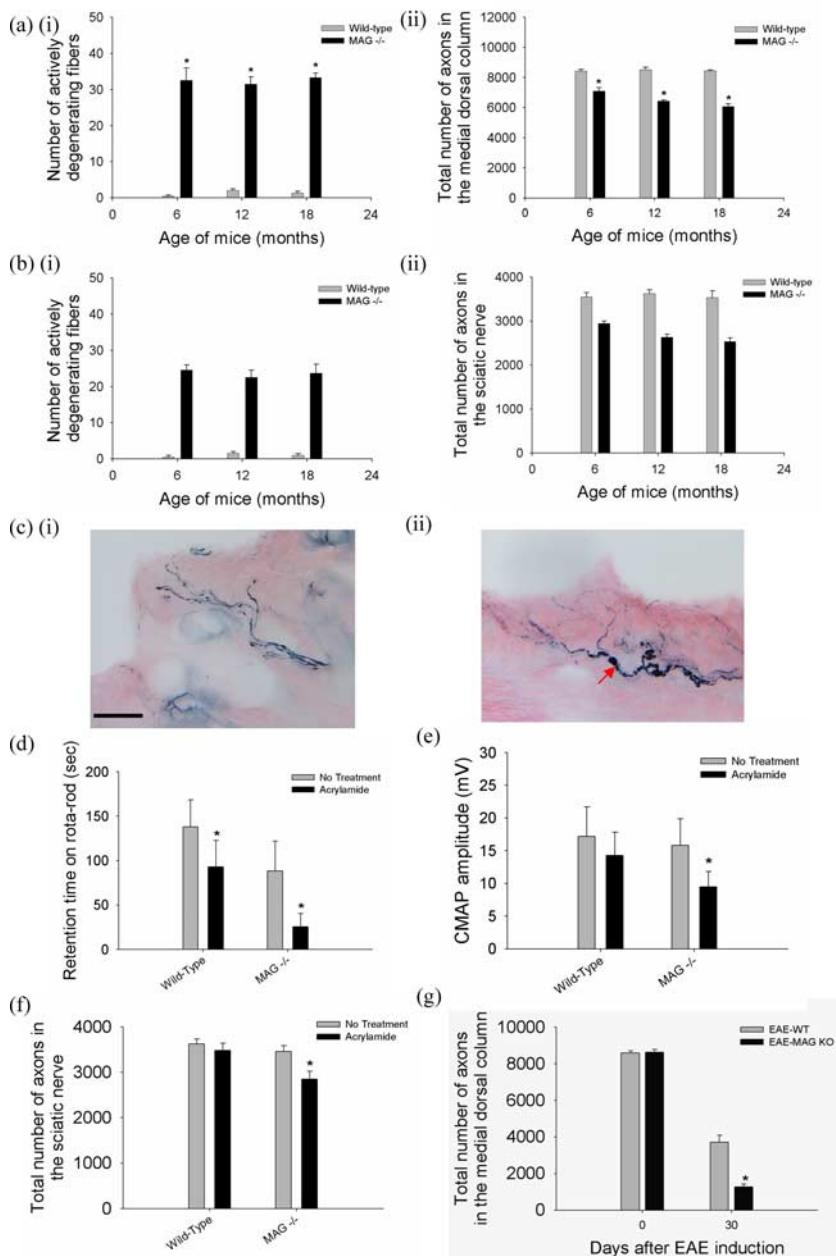 (a) (i)
Number of actively
degenerating fibers
50
40
30
20
10
0
Wild-type
MAG -/-
*
*
*
0
6
12
18
24
Age of mice (months)
(ii)
Total number of axons in
the medial dorsal column
12000
10000
8000
6000
4000
2000
0
Wild-type
MAG -/-
*
*
*
0
6
12
18
24
Age of mice (months)
(b) (i)
Number of actively
degenerating fibers
50
40
30
20
10
0
Wild-type
MAG -/-
0
6
12
18
24
Age of mice (months)
(ii)
Total number of axons in
the sciatic nerve
4000
3000
2000
1000
0
Wild-type
MAG -/-
0
6
12
18
24
Age of mice (months)
(c) (i)
(ii)
(d)
Retention time on rota-rod (sec)
200
150
100
50
0
No Treatment
Acrylamide
*
*
Wild-Type
MAG -/-
(e)
CMAP amplitude (mV)
30
25
20
15
10
5
0
No Treatment
Acrylamide
*
Wild-Type
MAG -/-
(f)
Total number of axons in
the sciatic nerve
4000
3000
2000
1000
0
No Treatment
Acrylamide
*
Wild-Type
MAG -/-
(g)
Total number of axons
in the medial dorsal column
10000
8000
6000
4000
2000
0
EAE-WT
EAE-MAG KO
*
0
30
Days after EAE induction